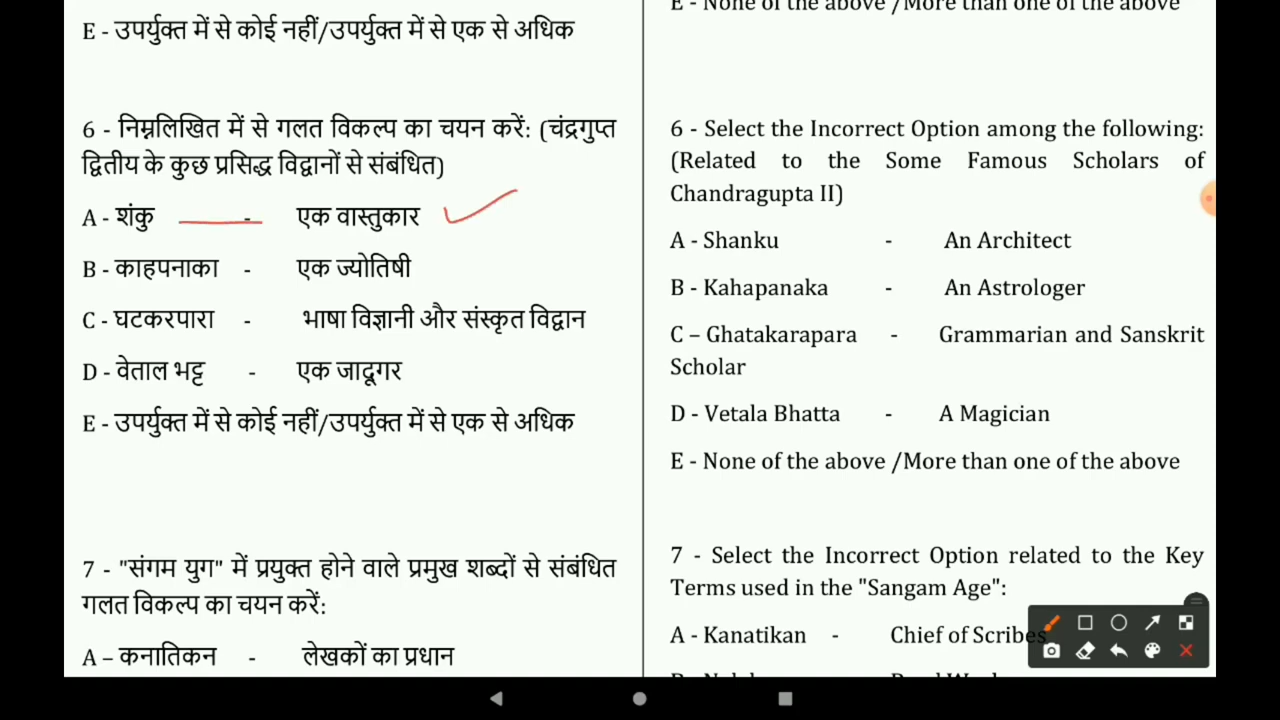 E - उपर्युक्त में से कोई नहीं/उपर्युक्त में से एक से अधिक
6 - निम्नलिखित में से गलत विकल्प का चयन करें: (चंद्रगुप्त
द्वितीय के कुछ प्रसिद्ध विद्वानों से संबंधित)
A - शंकु - एक वास्तुकार
B - काहपनाका - एक ज्योतिषी
C - घटकरपारा - भाषा विज्ञानी और संस्कृत विद्वान
D - वेताल भट्ट - एक जादूगर
E - उपर्युक्त में से कोई नहीं/उपर्युक्त में से एक से अधिक
7 - "संगम युग" में प्रयुक्त होने वाले प्रमुख शब्दों से संबंधित
गलत विकल्प का चयन करें:
A – कनातिकन - लेखकों का प्रधान
E - None of the above /More than one of the above
6 - Select the Incorrect Option among the following:
(Related to the Some Famous Scholars of
Chandragupta II)
A - Shanku - An Architect
B - Kahapanaka - An Astrologer
C – Ghatakarapara - Grammarian and Sanskrit
Scholar
D - Vetala Bhatta - A Magician
E - None of the above /More than one of the above
7 - Select the Incorrect Option related to the Key
Terms used in the "Sangam Age":
A - Kanatikan - Chief of Scribes